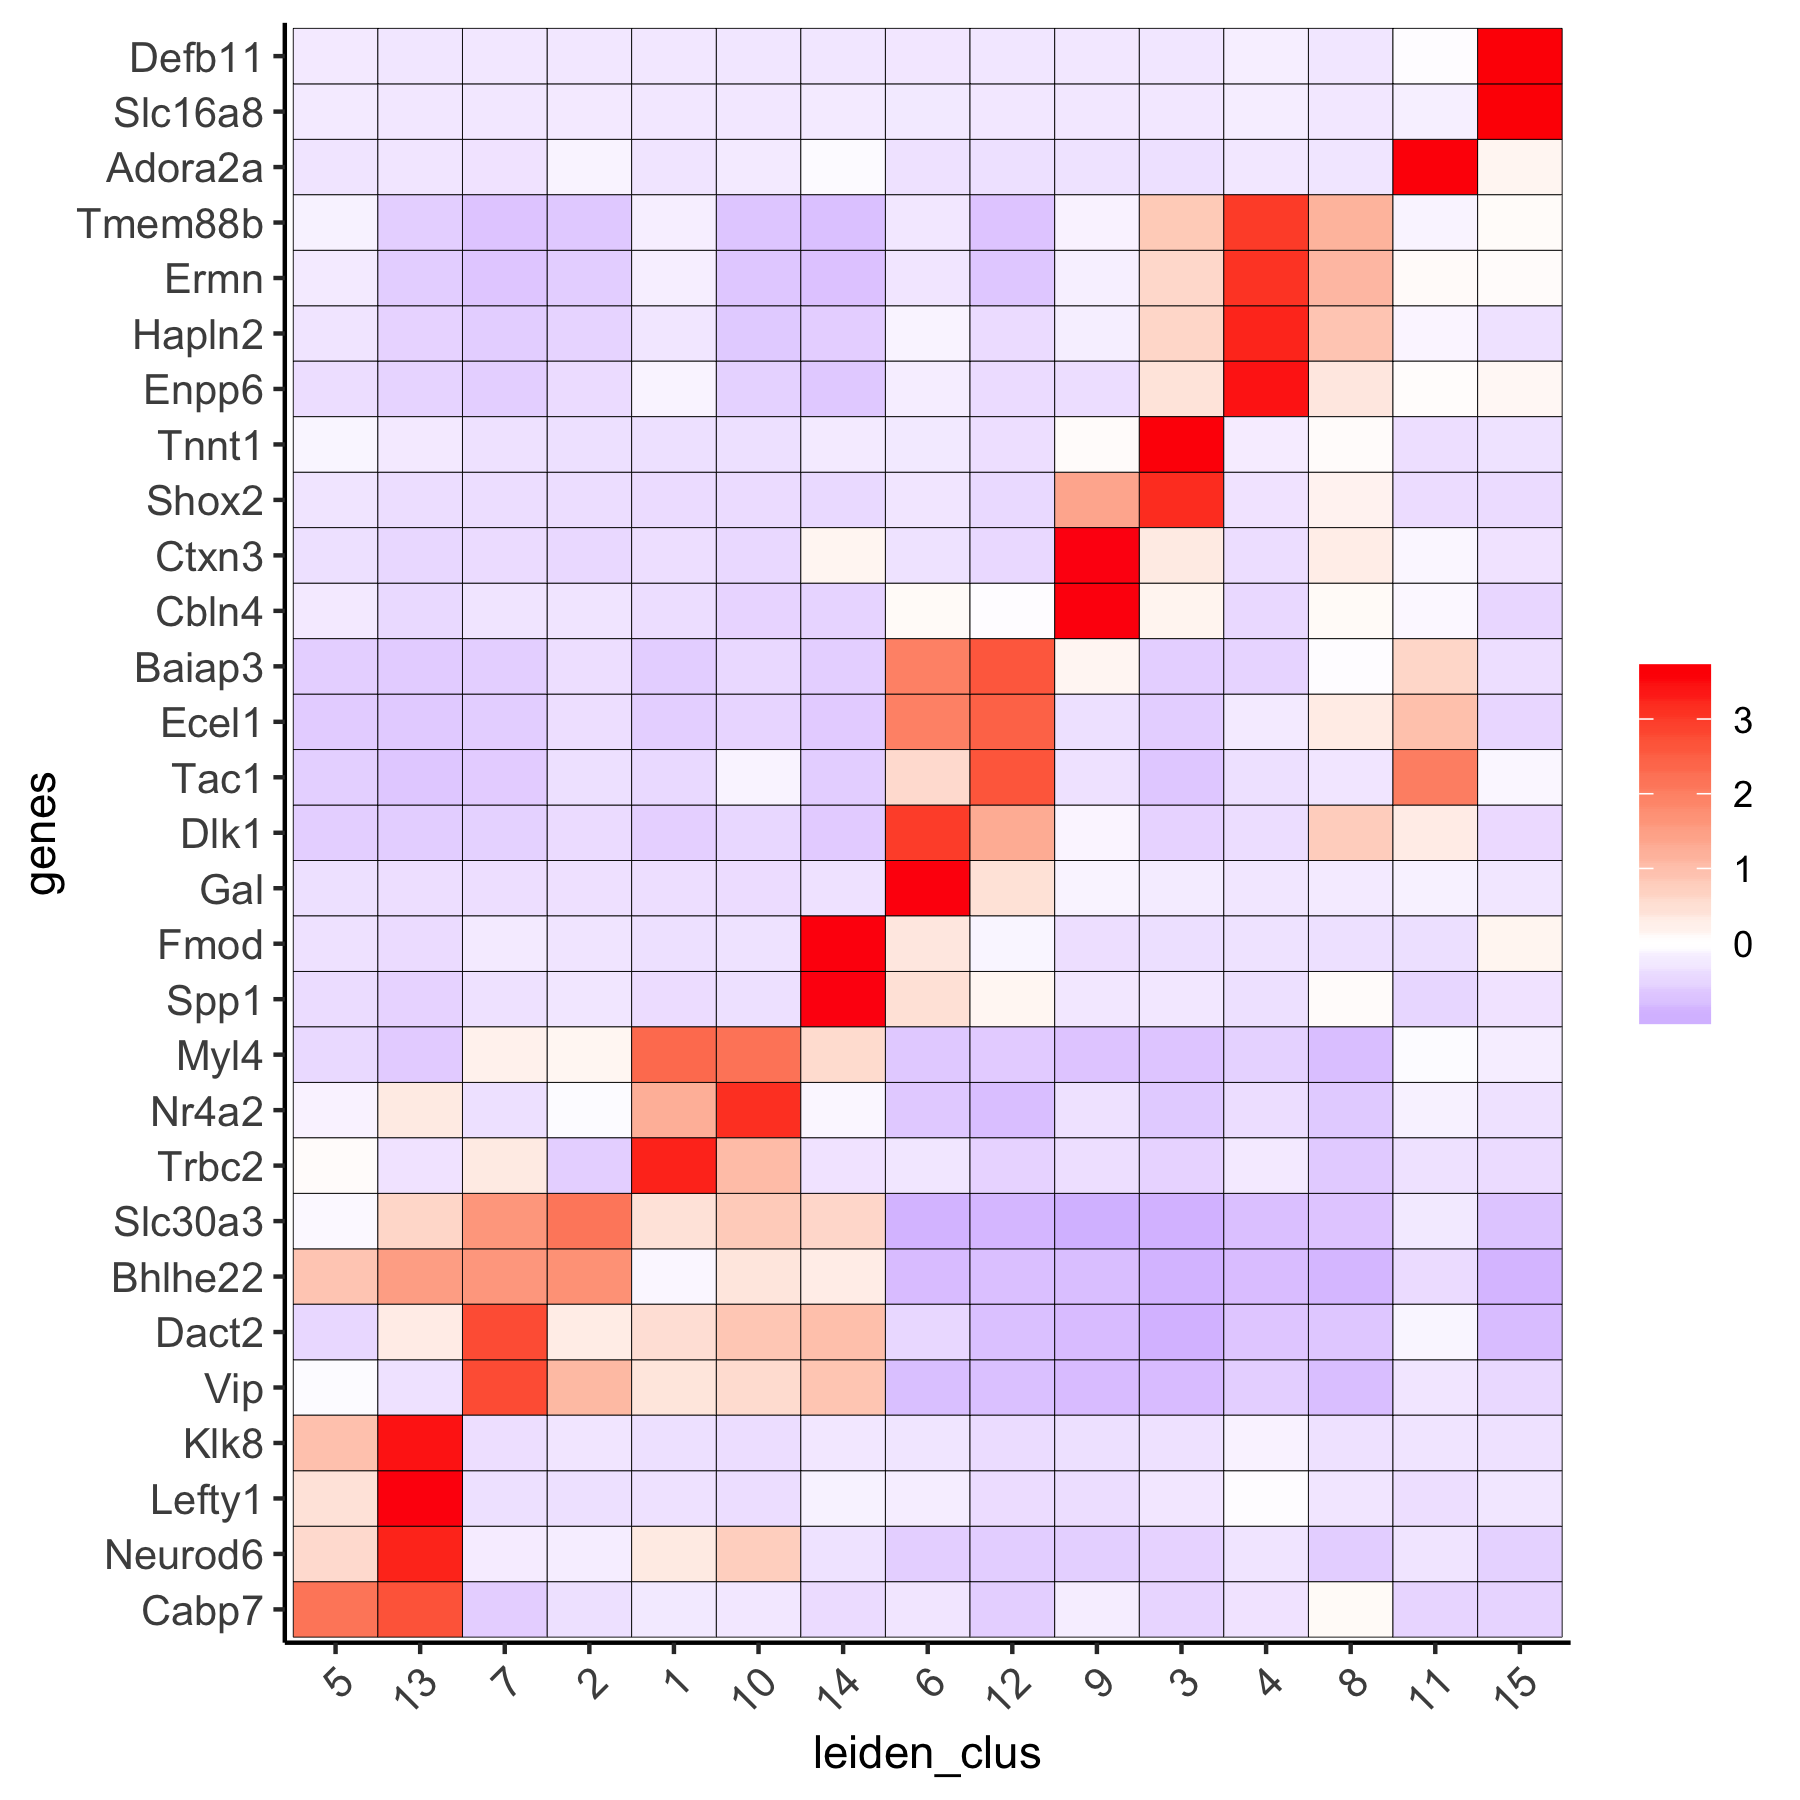 Defb11
Slc16a8
Adora2a
Tmem88b
Ermn
Hapln2
Enpp6
Tnnt1
Shox2
Ctxn3
Cbln4
Baiap3
Ecel1
Tac1
Dlk1
Gal
Fmod
Spp1
Myl4
Nr4a2
Trbc2
Slc30a3
Bhlhe22
Dact2
Vip
Klk8
Lefty1
Neurod6
Cabp7
genes
5 13 7 2 1 10 14 6 12 9 3 4 8 11 15
leiden_clus
3
2
1
0